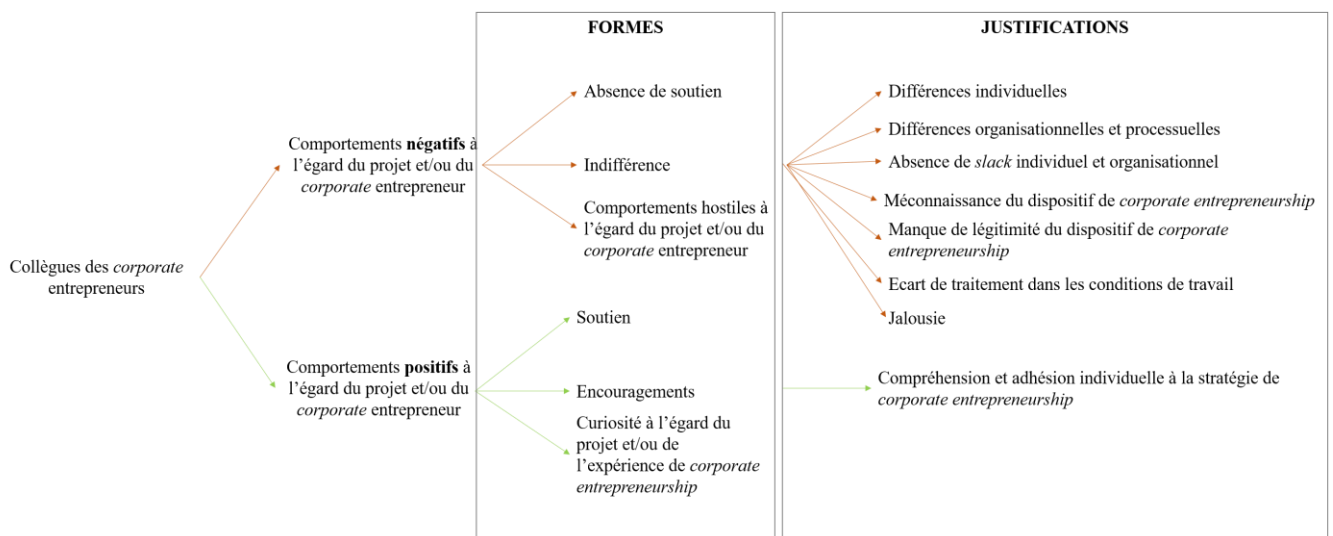 FORMES
JUSTIFICATIONS
Collègues des corporate
entrepreneurs
Comportements négatifs à
l'égard du projet et/ou du
corporate entrepreneur
Absence de soutien
Indifférence
Comportements hostiles à
l'égard du projet et/ou du
corporate entrepreneur
Différences individuelles
Différences organisationnelles et processuelles
Absence de slack individuel et organisationnel
Méconnaissance du dispositif de corporate entrepreneurship
Manque de légitimité du dispositif de corporate
entrepreneurship
Ecart de traitement dans les conditions de travail
Jalousie
Comportements positifs à
l'égard du projet et/ou du
corporate entrepreneur
Soutien
Encouragements
Curiosité à l'égard du
projet et/ou de
l'expérience de corporate
entrepreneurship
Compréhension et adhésion individuelle à la stratégie de
corporate entrepreneurship